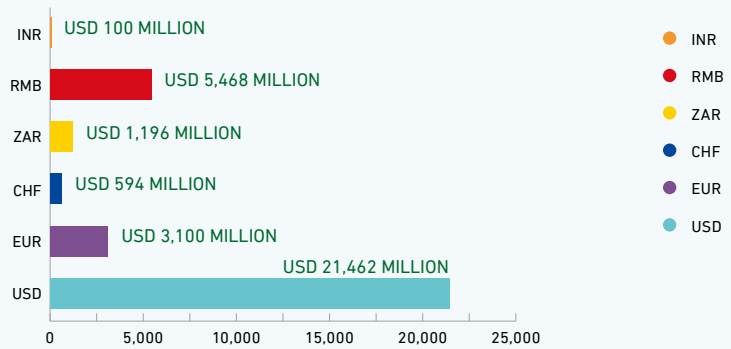 INR USD 100 MILLION
RMB USD 5,468 MILLION
ZAR USD 1,196 MILLION
CHF USD 594 MILLION
EUR USD 3,100 MILLION
USD USD 21,462 MILLION
0 5,000 10,000 15,000 20,000 25,000
INR
RMB
ZAR
CHF
EUR
USD